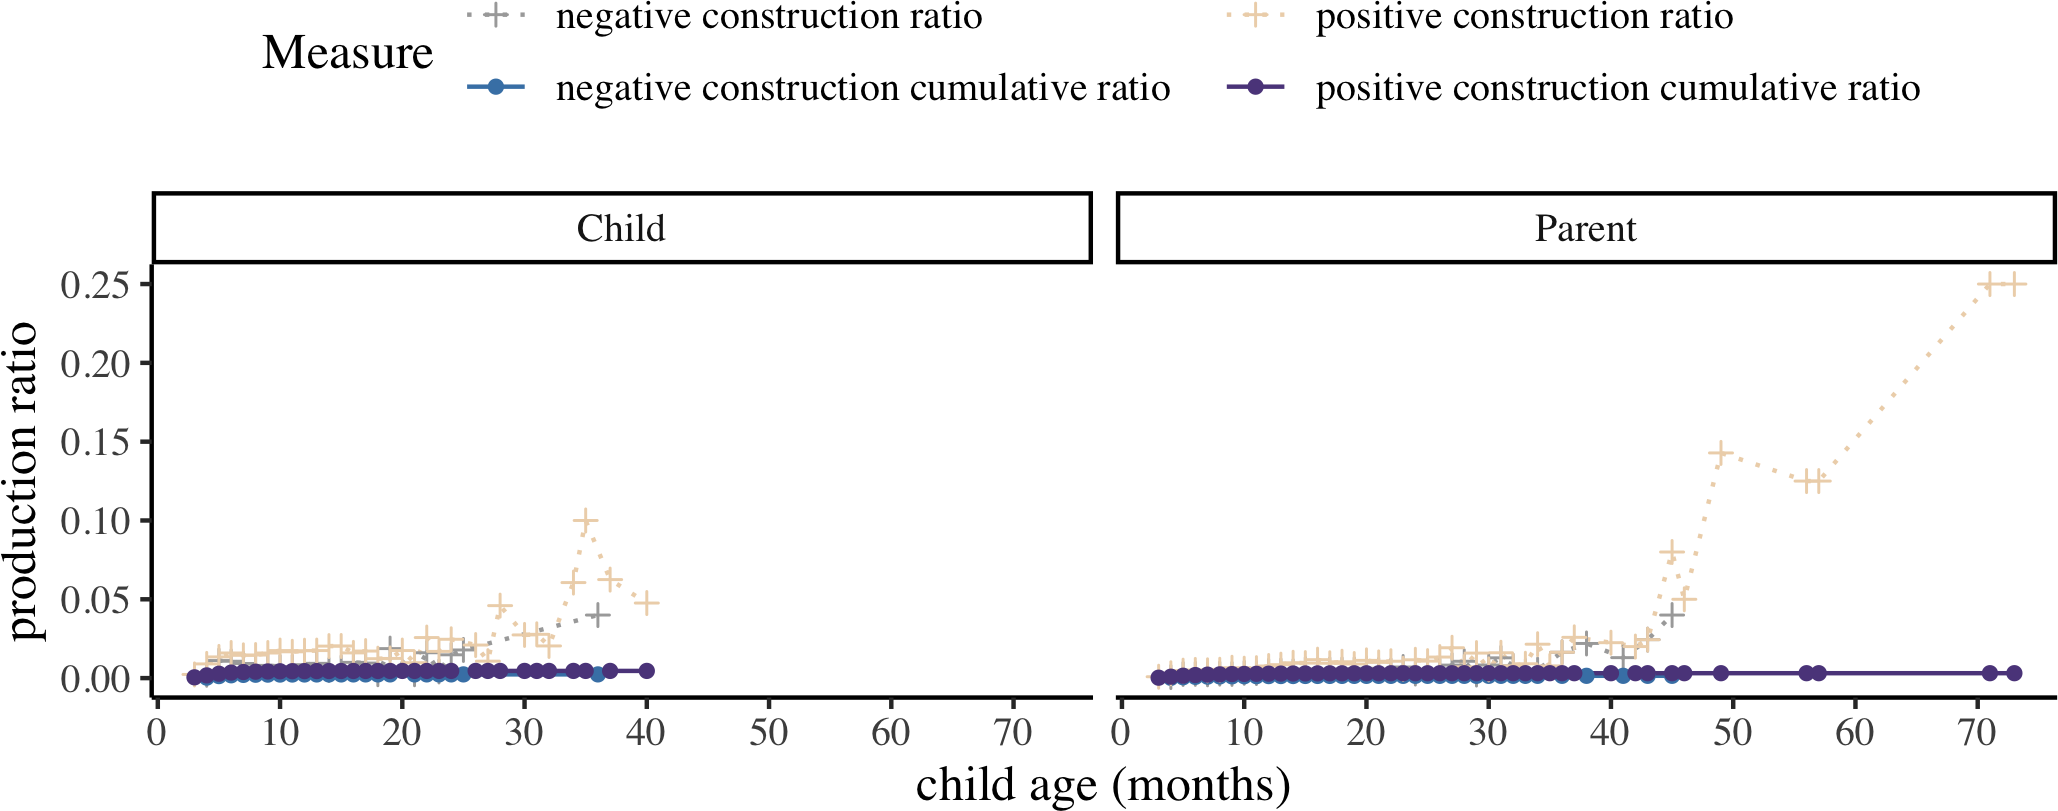 Measure
negative construction ratio
positive construction ratio
negative construction cumulative ratio
positive construction cumulative ratio
Child
Parent
production ratio
0.25
0.20
0.15
0.10
0.05
0.00
0 10 20 30 40 50 60 70
0 10 20 30 40 50 60 70
child age (months)